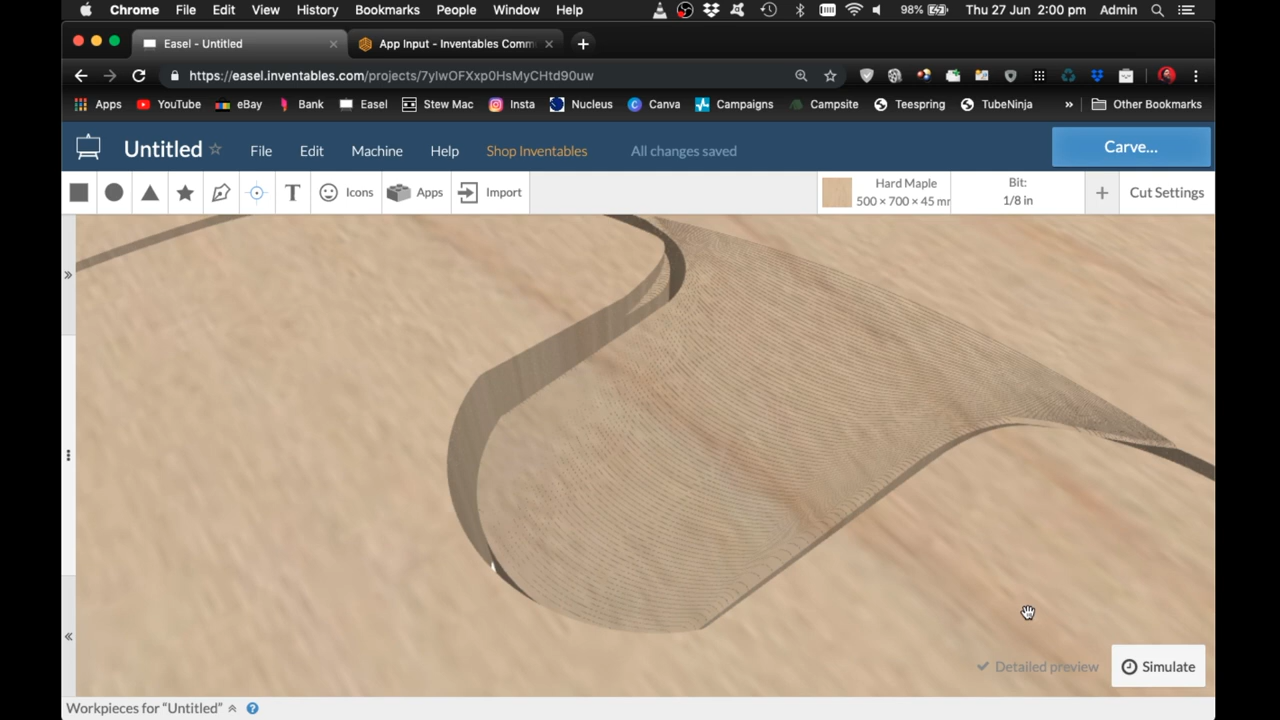 Chrome File Edit View History Bookmarks People Window Help 98% Thu 27 Jun 2:00 pm Admin
Easel - Untitled App Input - Inventables Comm
https://easel.inventables.com/projects/7yIwOFXxp0HsMyCHtd90uw
Apps YouTube eBay Bank Easel Stew Mac Insta Nucleus Canva Campaigns Campsite Teespring TubeNinja » Other Bookmarks
Untitled File Edit Machine Help Shop Inventables All changes saved Carve...
T Icons Apps Import Hard Maple Bit: Cut Settings
500 × 700 × 45 mm 1/8 in
Detailed preview Simulate
Workpieces for “Untitled”